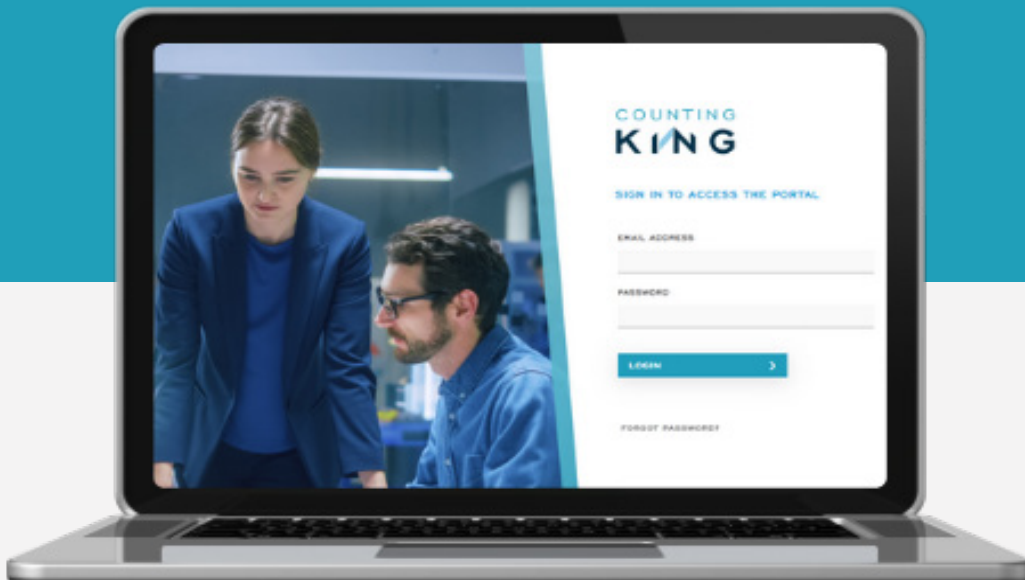 COUNTING
KING
SIGN IN TO ACCESS THE PORTAL
EMAIL ADDRESS
PASSWORD
LOGIN
FORGOT PASSWORD?